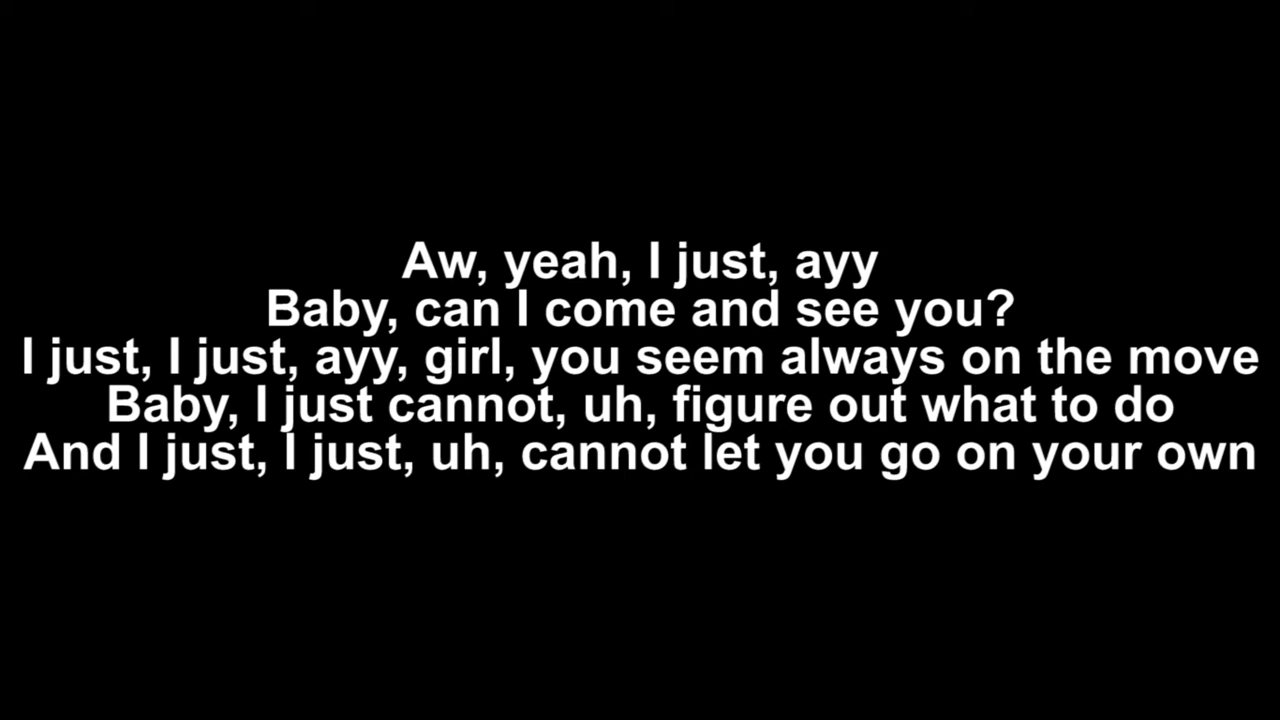 Aw, yeah, I just, ayy
Baby, can I come and see you?
I just, I just, ayy, girl, you seem always on the move
Baby, I just cannot, uh, figure out what to do
And I just, I just, uh, cannot let you go on your own